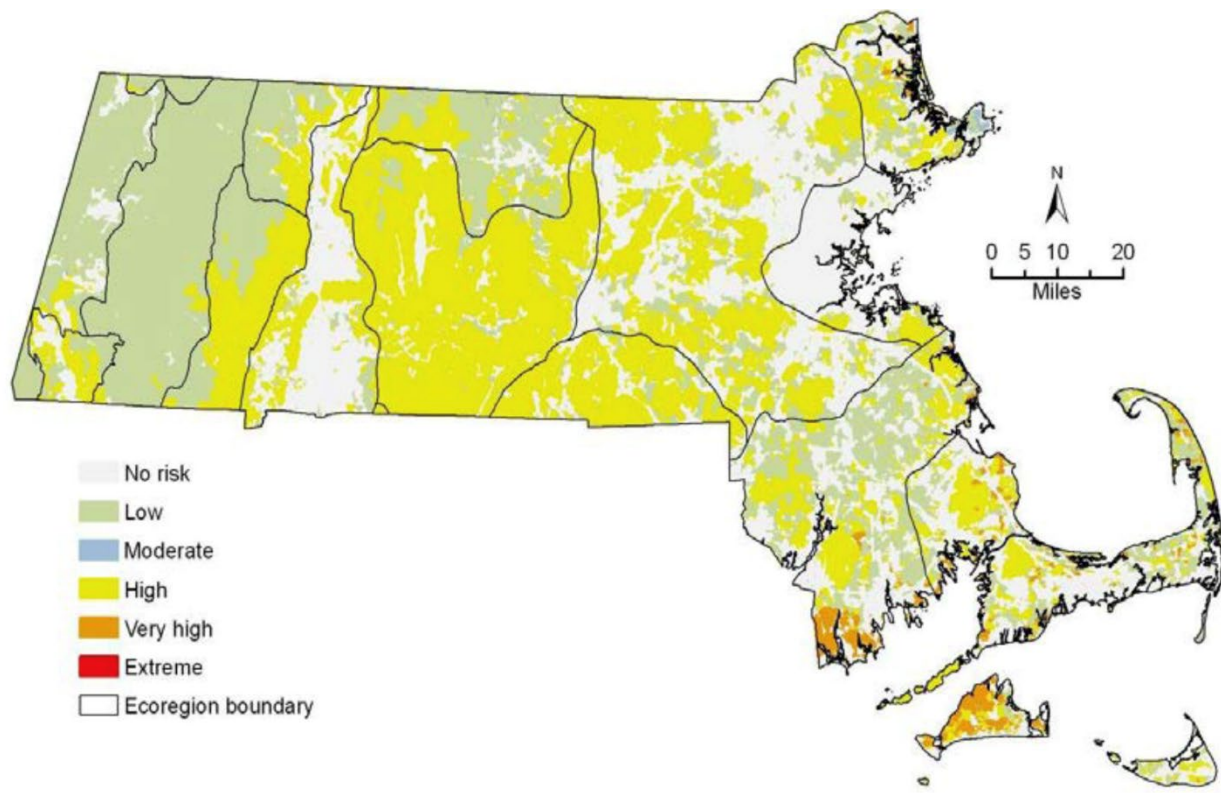 N
0 5 10 20
Miles
No risk
Low
Moderate
High
Very high
Extreme
Ecoregion boundary